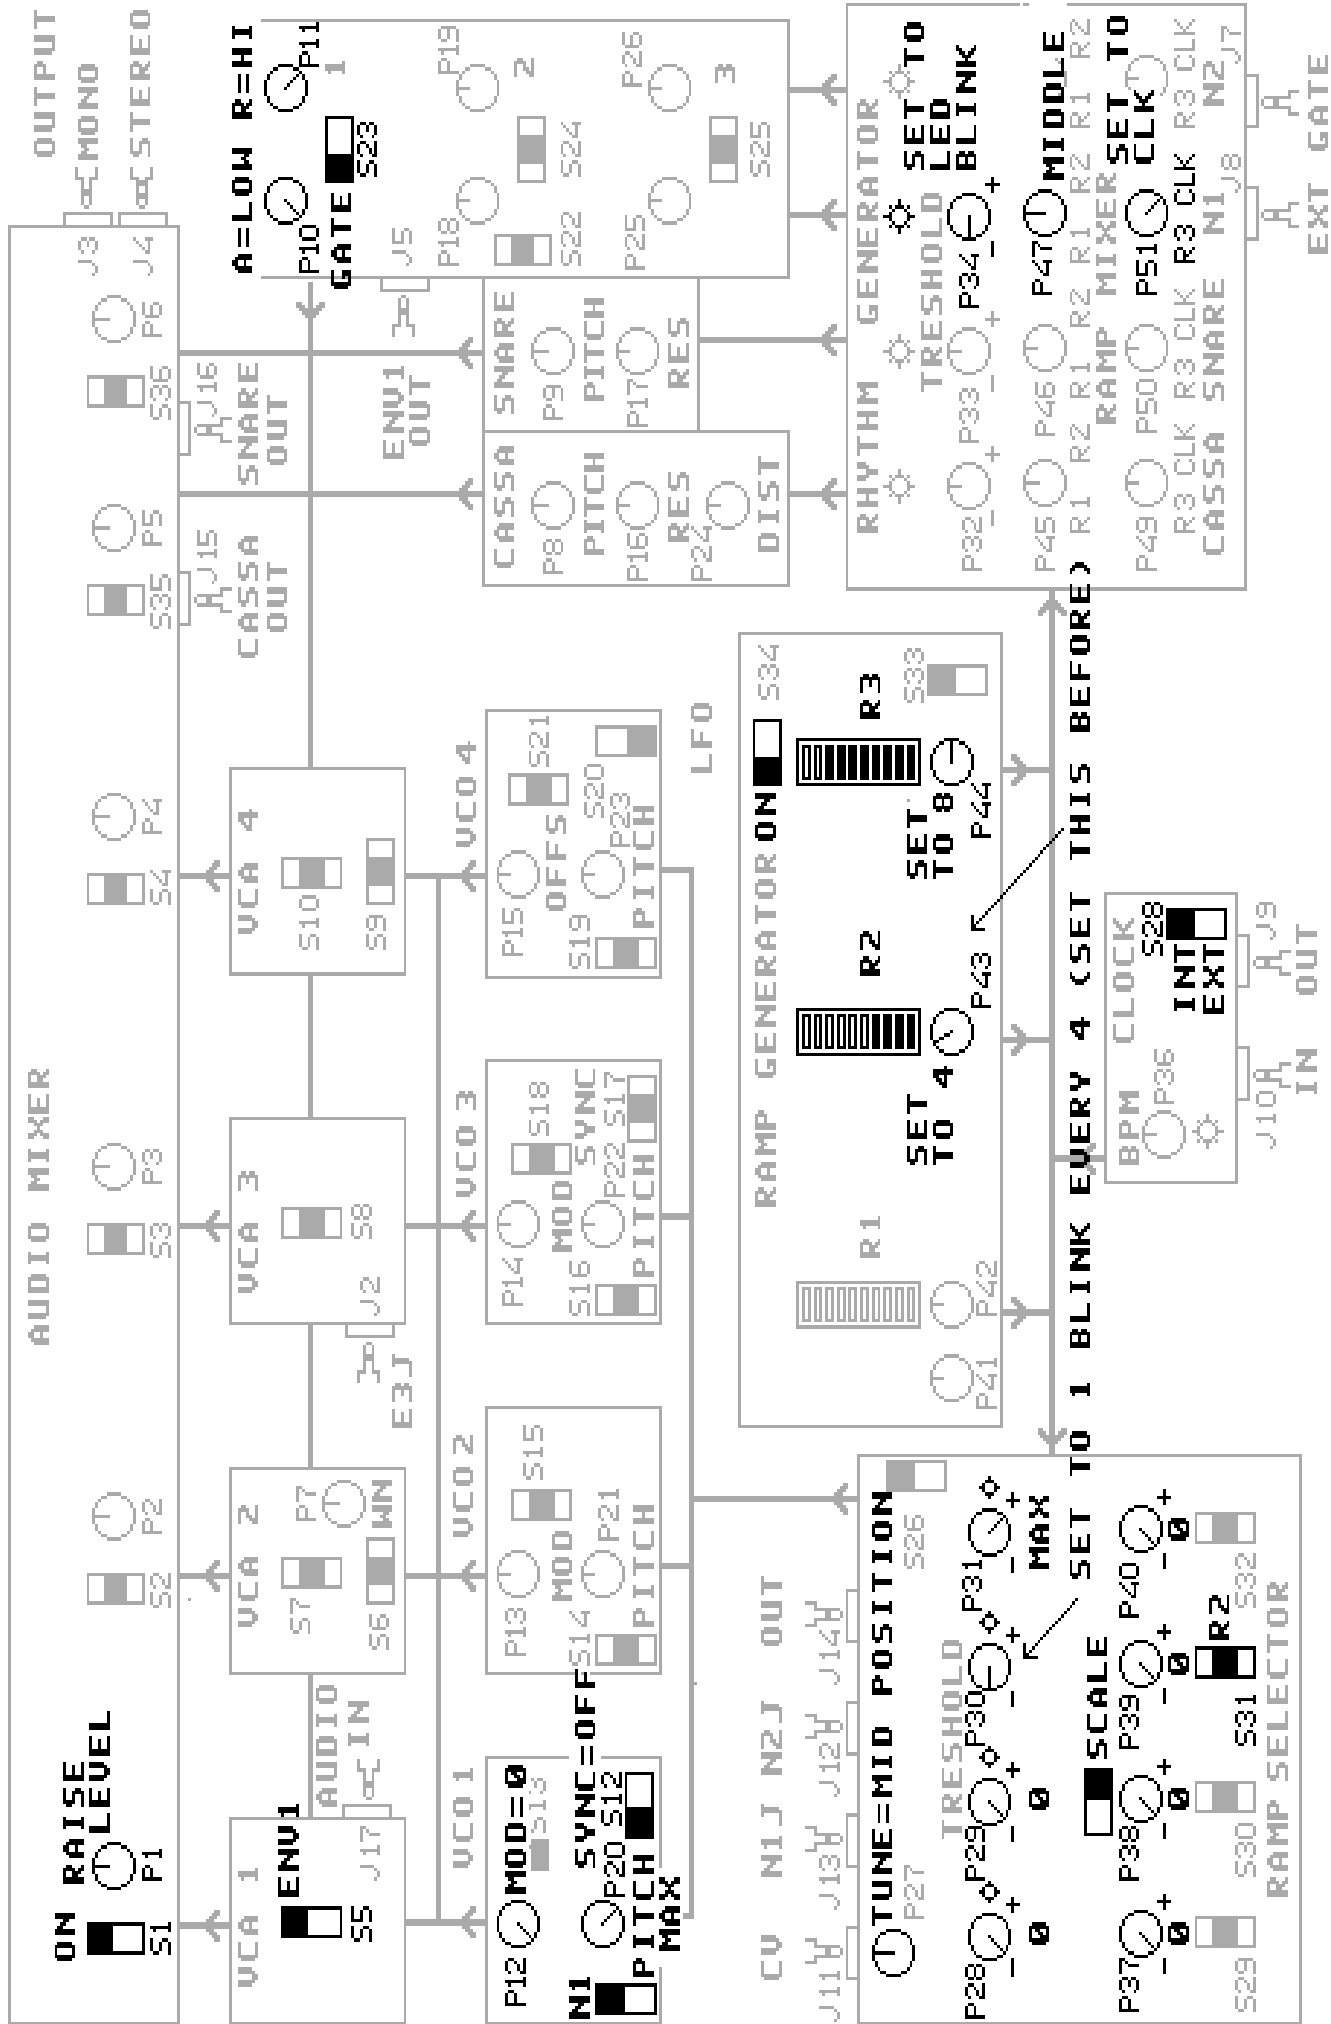 AUDIO MIXER
OUTPUT
MONO
STEREO
J3
J4
ON
RAISE
LEVEL
S1
P1
S2
P2
S3
P3
S4
P4
S35
P5
S36
P6
J15
CASSA
OUT
J16
SNARE
OUT
VCA 1
ENV1
S5
J17
AUDIO
IN
VCA 2
S7
P7
S6
WN
VCA 3
S8
J2
E3J
VCA 4
S10
S9
A=LOW R=HI
P10
P11
1
GATE
S23
J5
ENV1
OUT
P18
P19
2
S22
S24
P25
P26
3
S25
VCO 1
P12
MOD=0
S13
SYNC=OFF
P20
S12
N1
PITCH
MAX
VCO 2
P13
MOD
S15
S14
P21
PITCH
VCO 3
P14
MOD
S18
SYNC
S16
P22
S17
PITCH
VCO 4
P15
OFFS
S21
S20
S19
P23
PITCH
LFO
CASSA
P8
PITCH
P16
RES
P24
DIST
SNARE
P9
PITCH
P17
RES
RAMP GENERATOR
ON
S34
R1
R2
R3
S33
P41
P42
SET
TO 4
P43
SET
TO 8
P44
RHYTHM GENERATOR
TRESHOLD
SET TO
LED
BLINK
P32
- +
P33
- +
P34
- +
P45
P46
P47
MIDDLE
R1 R2 R1 R2 R1 R2 R1 R2
RAMP MIXER
SET TO
CLK
P49
P50
P51
R3 CLK R3 CLK R3 CLK R3 CLK
CASSA SNARE N1 N2
J8
J7
EXT GATE
CV N1J N2J OUT
J11
J13
J12
J14
TUNE=MID POSITION
P27
S26
TRESHOLD
P28
P29
P30
P31
- + - + - + - +
0
0
MAX
SET TO 1 BLINK EVERY 4 (SET THIS BEFORE)
SCALE
P37
P38
P39
P40
- + - + - + - +
0 0 0 0
S29
S30
S31
R2
S32
RAMP SELECTOR
BPM CLOCK
P36
S28
INT
EXT
J10
J9
IN OUT